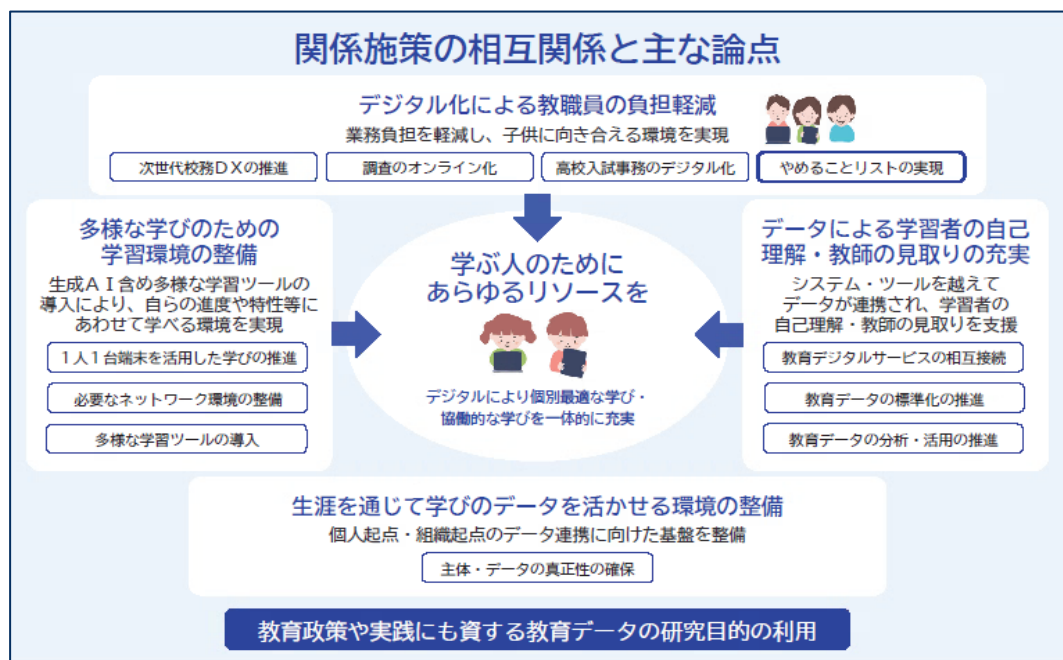 関係施策の相互関係と主な論点
デジタル化による教職員の負担軽減
業務負担を軽減し、子供に向き合える環境を実現
次世代校務DXの推進
調査のオンライン化
高校入試事務のデジタル化
やめることリストの実現
多様な学びのための
学習環境の整備
生成AI含め多様な学習ツールの
導入により、自らの進度や特性等に
あわせて学べる環境を実現
1人1台端末を活用した学びの推進
必要なネットワーク環境の整備
多様な学習ツールの導入
学ぶ人のために
あらゆるリソースを
デジタルにより個別最適な学び・
協働的な学びを一体的に充実
データによる学習者の自己
理解・教師の見取りの充実
システム・ツールを越えて
データが連携され、学習者の
自己理解・教師の見取りを支援
教育デジタルサービスの相互接続
教育データの標準化の推進
教育データの分析・活用の推進
生涯を通じて学びのデータを活かせる環境の整備
個人起点・組織起点のデータ連携に向けた基盤を整備
主体・データの真正性の確保
教育政策や実践にも資する教育データの研究目的の利用